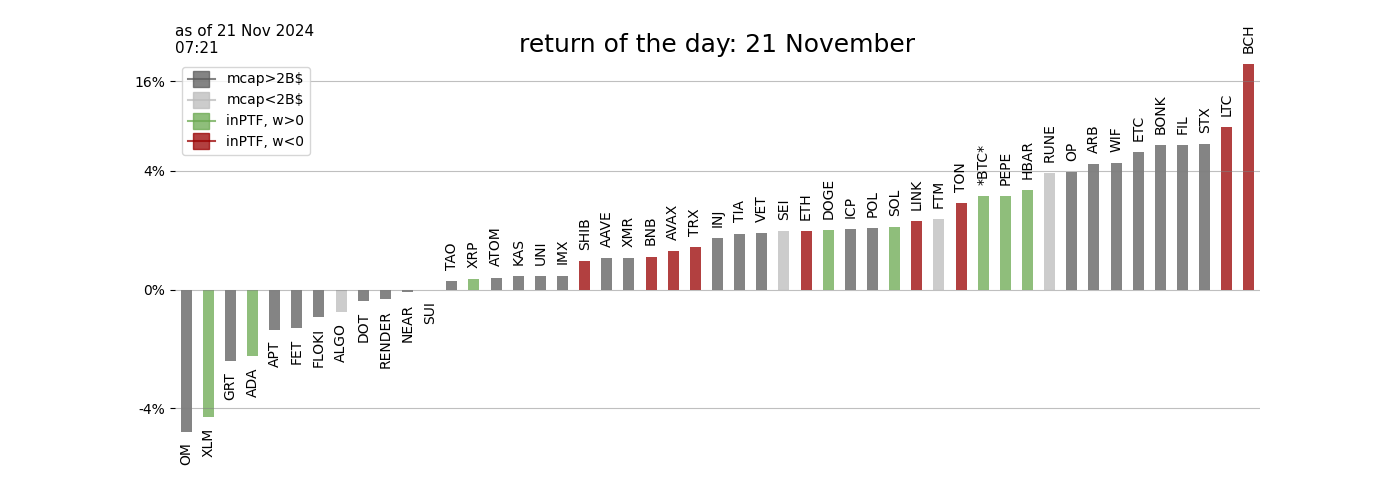 as of 21 Nov 2024
07:21
return of the day: 21 November
mcap>2B$
mcap<2B$
inPTF, w>0
inPTF, w<0
16%
4%
0%
-4%
OM
XLM
GRT
ADA
APT
FET
FLOKI
ALGO
DOT
RENDER
NEAR
SUI
TAO
XRP
ATOM
KAS
UNI
IMX
SHIB
AAVE
XMR
BNB
AVAX
TRX
INJ
TIA
VET
SEI
ETH
DOGE
ICP
POL
SOL
LINK
FTM
TON
*BTC*
PEPE
HBAR
RUNE
OP
ARB
WIF
ETC
BONK
FIL
STX
LTC
BCH